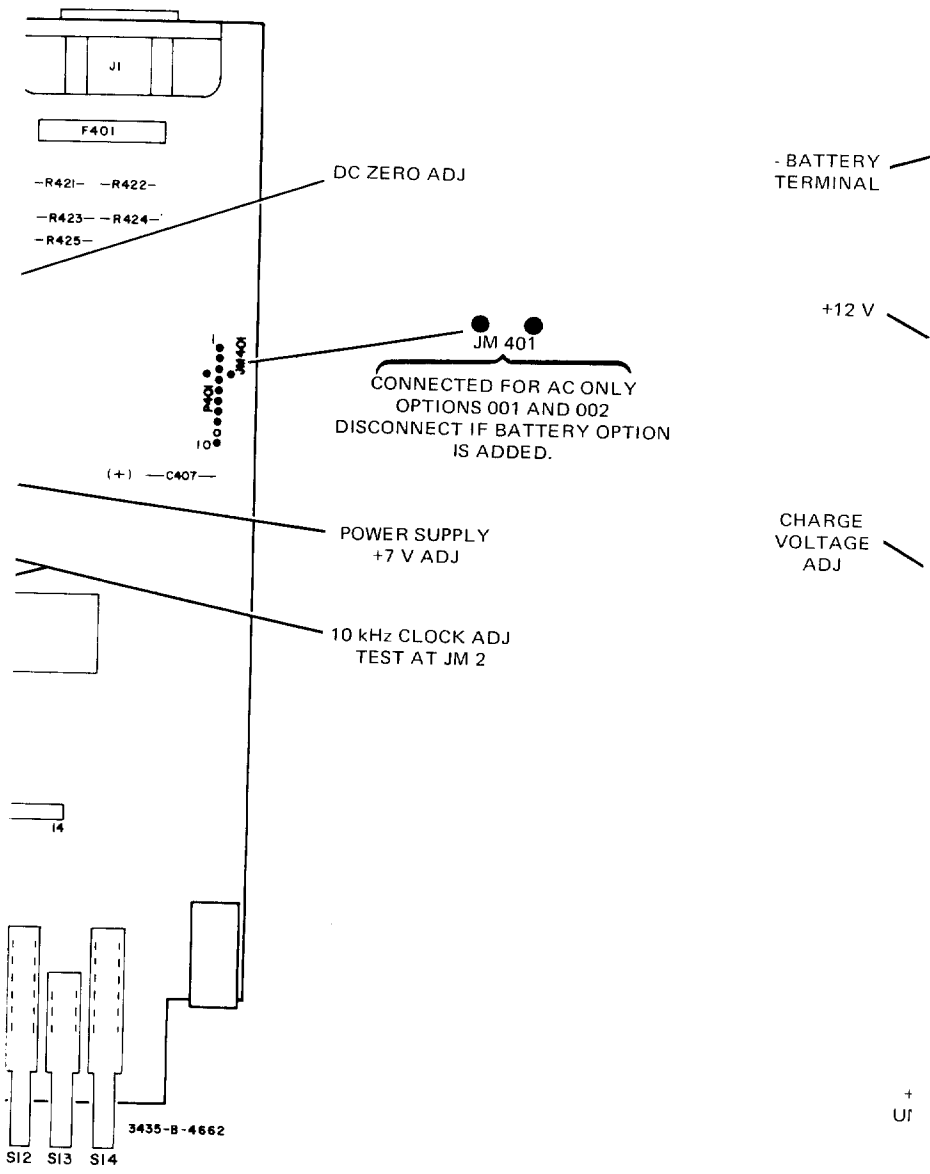 J1
F401
-R421- -R422-
-R423- -R424-
-R425-
DC ZERO ADJ
- BATTERY
TERMINAL
+12 V
1
P401
JM401
10
JM 401
CONNECTED FOR AC ONLY
OPTIONS 001 AND 002
DISCONNECT IF BATTERY OPTION
IS ADDED.
(+) —C407—
POWER SUPPLY
+7 V ADJ
CHARGE
VOLTAGE
ADJ
10 kHz CLOCK ADJ
TEST AT JM 2
14
3435-B-4662
S12 S13 S14
+